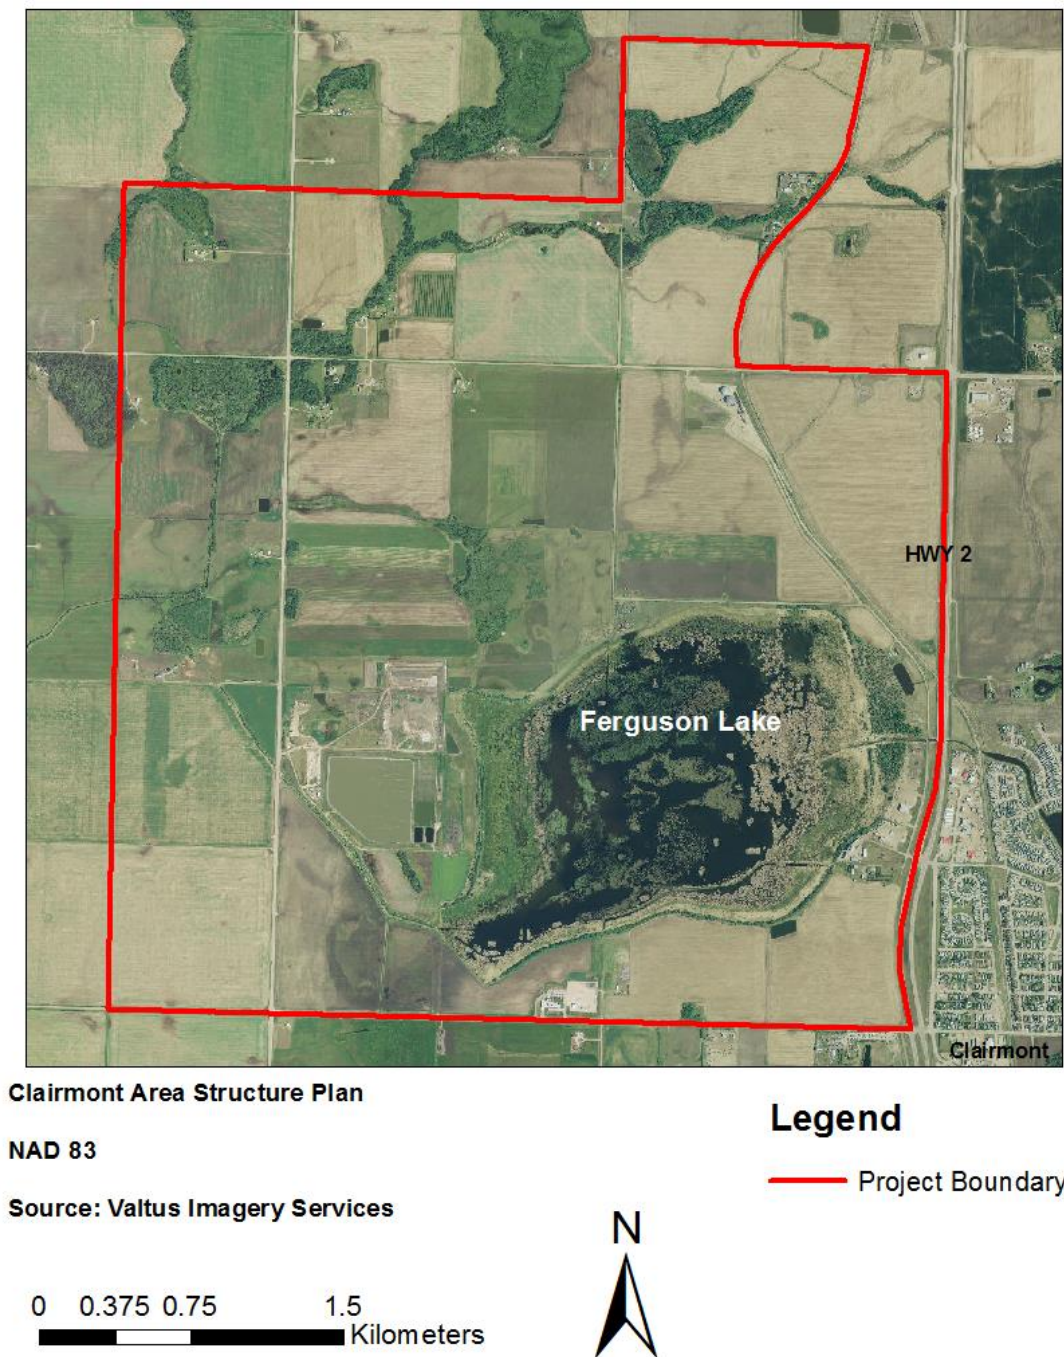 HWY 2
Ferguson Lake
Clairmont
Clairmont Area Structure Plan
NAD 83
Source: Valtus Imagery Services
Legend
Project Boundary
N
0 0.375 0.75 1.5
Kilometers